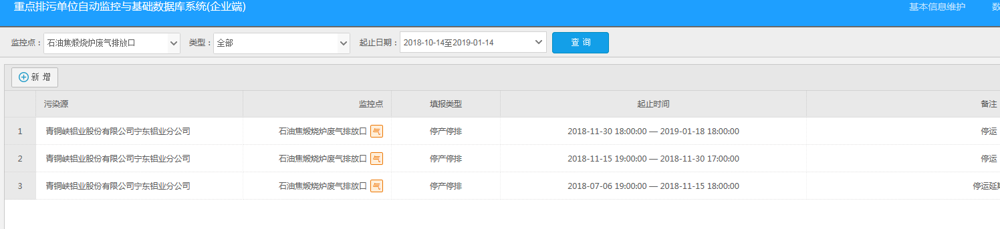 重点排污单位自动监控与基础数据库系统(企业端)
基本信息维护 数
监控点： 石油焦煅烧炉废气排放口 类型： 全部 起止日期： 2018-10-14至2019-01-14 查 询
新 增
污染源 监控点 填报类型 起止时间 备注
1 青铜峡铝业股份有限公司宁东铝业分公司 石油焦煅烧炉废气排放口 气 停产停排 2018-11-30 18:00:00 — 2019-01-18 18:00:00 停运
2 青铜峡铝业股份有限公司宁东铝业分公司 石油焦煅烧炉废气排放口 气 停产停排 2018-11-15 19:00:00 — 2018-11-30 17:00:00 停运
3 青铜峡铝业股份有限公司宁东铝业分公司 石油焦煅烧炉废气排放口 气 停产停排 2018-07-06 19:00:00 — 2018-11-15 18:00:00 停运延期